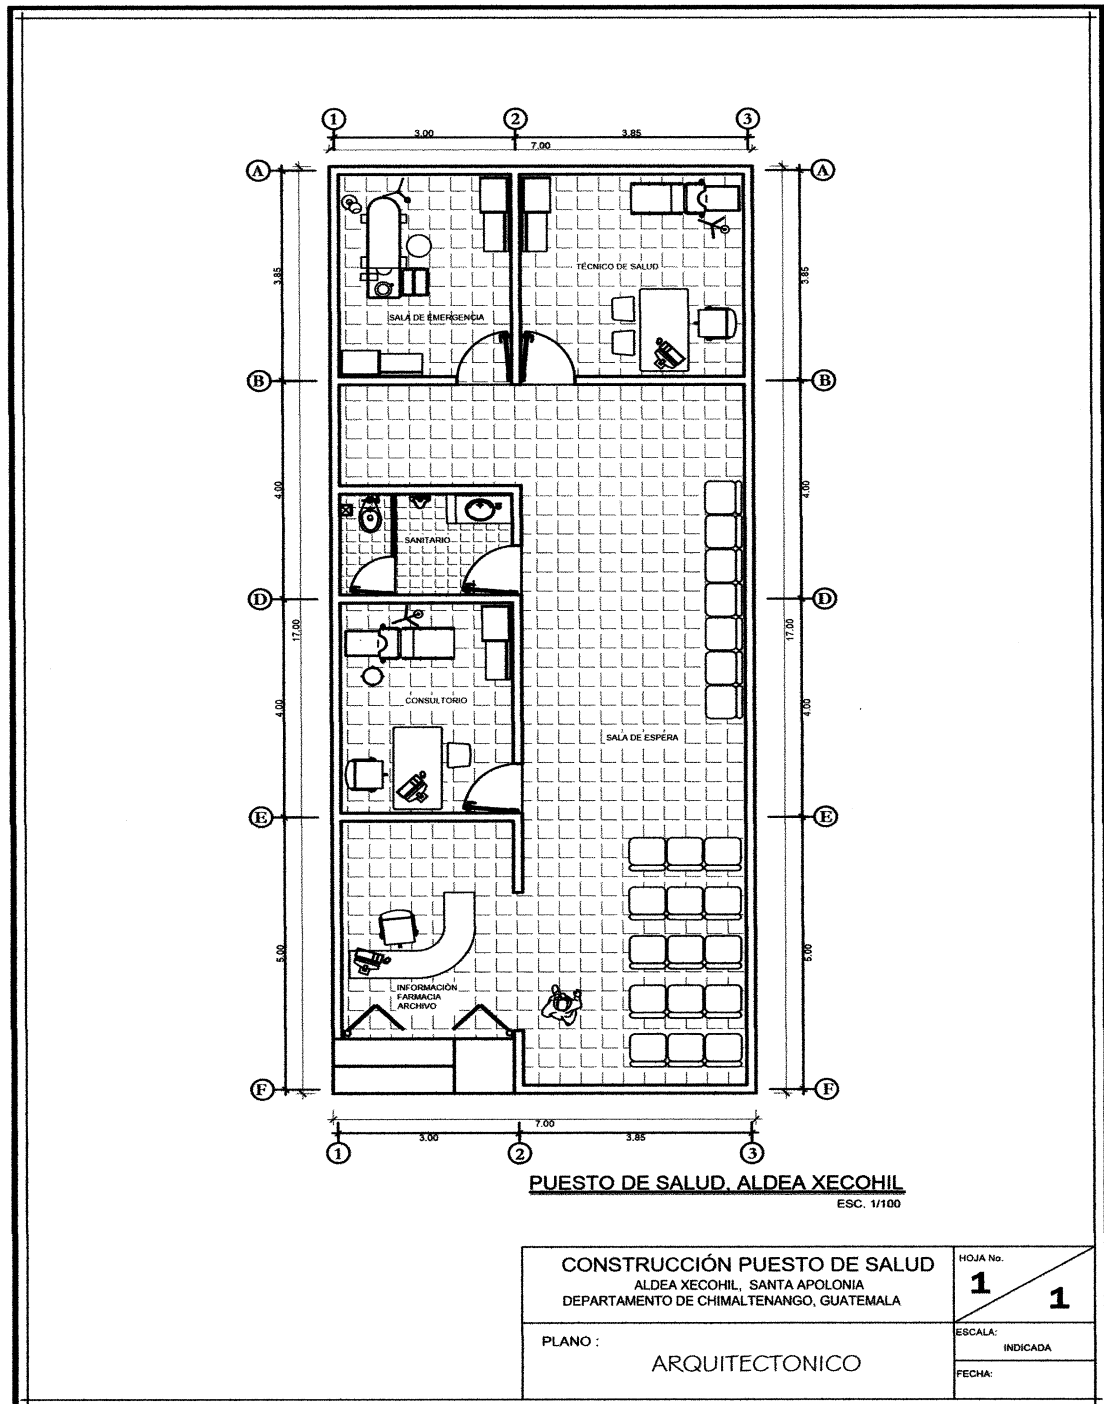 1 2 3
3.00 3.85
7.00
A A
3.85 3.85
TÉCNICO DE SALUD
SALA DE EMERGENCIA
B B
4.00 4.00
SANITARIO
D D
17.00 17.00
CONSULTORIO
4.00 4.00
SALA DE ESPERA
E E
5.00 5.00
INFORMACIÓN
FARMACIA
ARCHIVO
F F
7.00
3.00 3.85
1 2 3
PUESTO DE SALUD, ALDEA XECOHIL
ESC. 1/100
CONSTRUCCIÓN PUESTO DE SALUD
ALDEA XECOHIL, SANTA APOLONIA
DEPARTAMENTO DE CHIMALTENANGO, GUATEMALA
HOJA No.
1 1
PLANO :
ARQUITECTONICO
ESCALA:
INDICADA
FECHA: